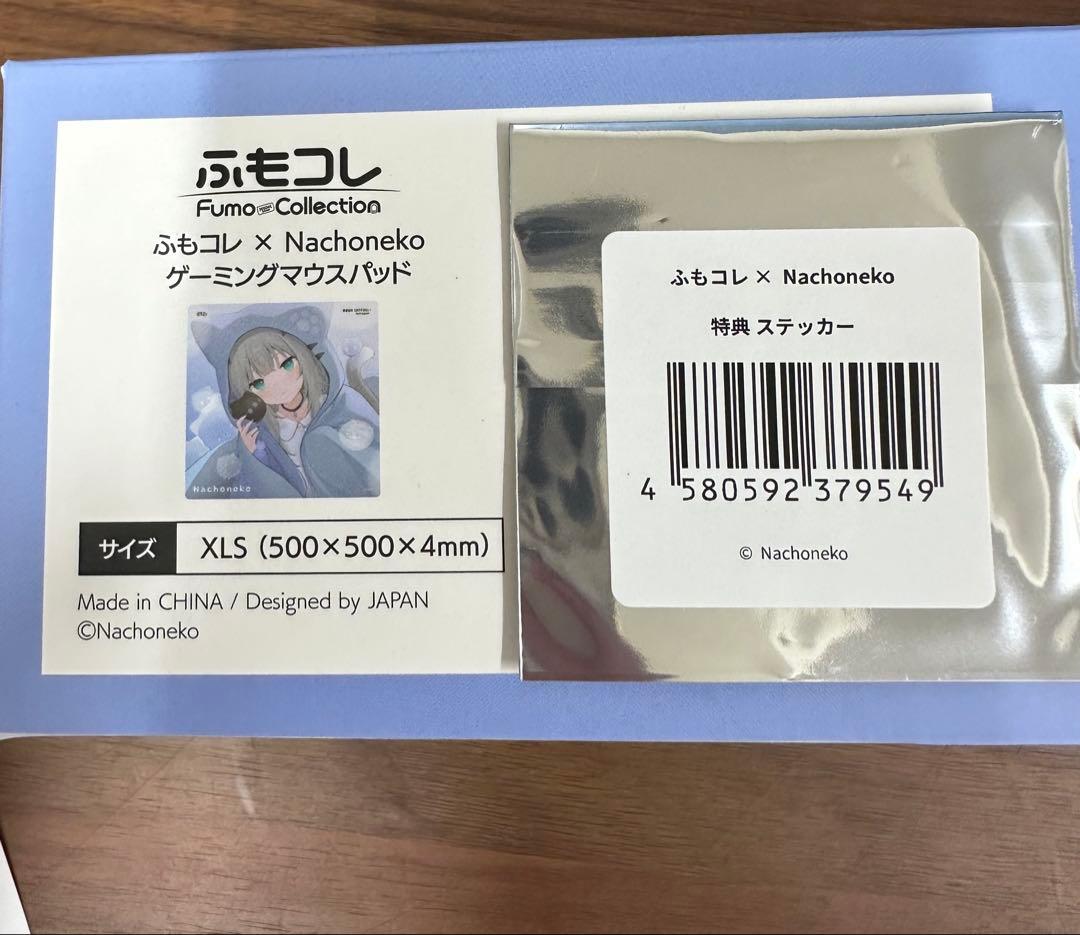 ふもコレ
Fumo Collection
ふもコレ × Nachoneko
ゲーミングマウスパッド
Nachoneko
サイズ XLS (500×500×4mm)
Made in CHINA / Designed by JAPAN
©Nachoneko
ふもコレ × Nachoneko
特典 ステッカー
4 580592 379549
© Nachoneko